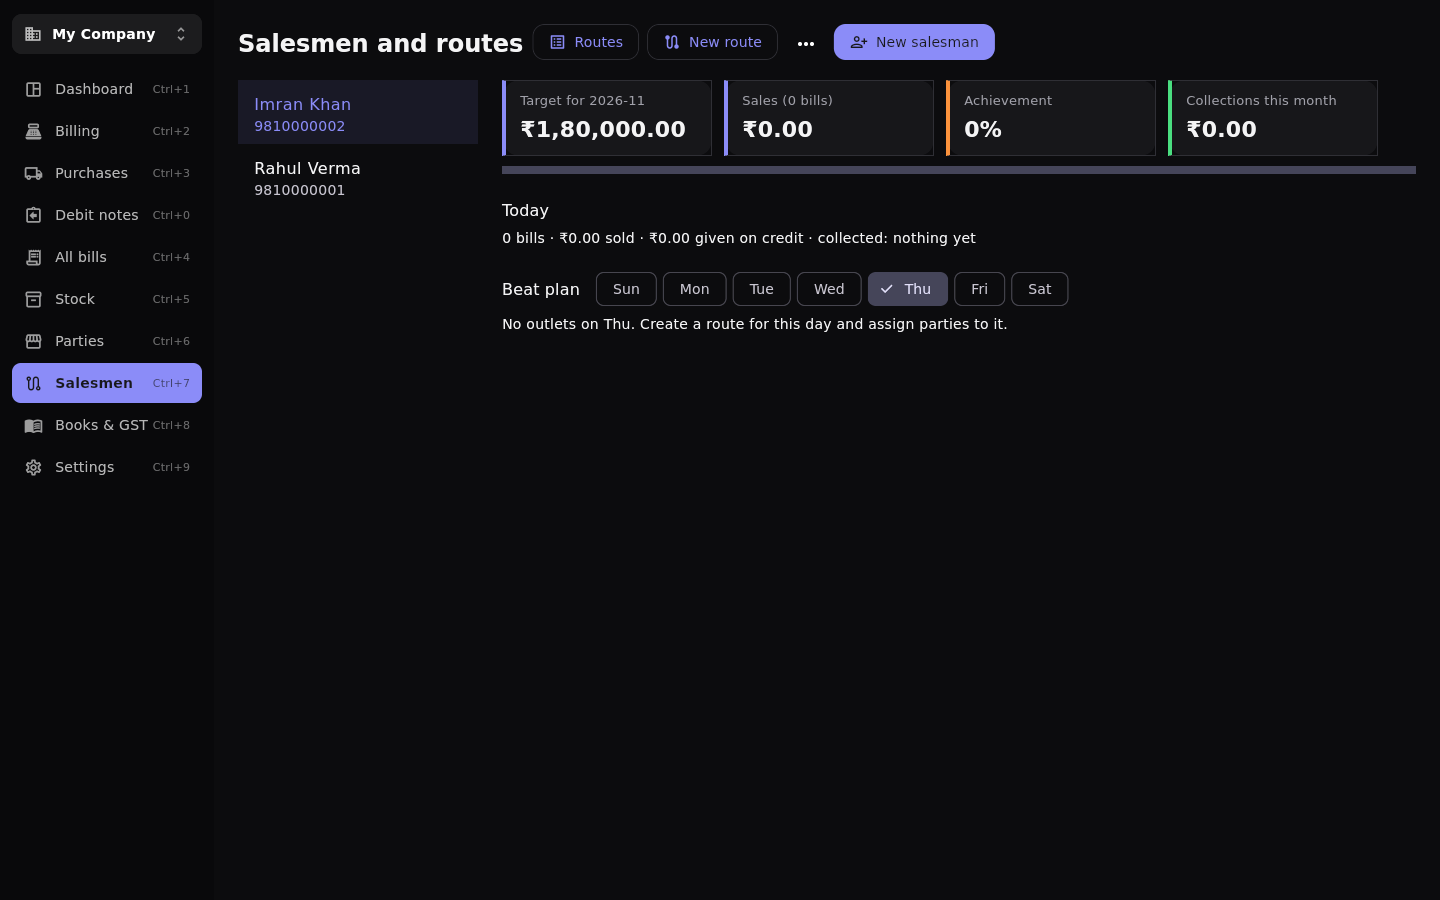 My Company
Dashboard Ctrl+1
Billing Ctrl+2
Purchases Ctrl+3
Debit notes Ctrl+0
All bills Ctrl+4
Stock Ctrl+5
Parties Ctrl+6
Salesmen Ctrl+7
Books & GST Ctrl+8
Settings Ctrl+9
Salesmen and routes
Routes
New route
New salesman
Imran Khan
9810000002
Rahul Verma
9810000001
Target for 2026-11
₹1,80,000.00
Sales (0 bills)
₹0.00
Achievement
0%
Collections this month
₹0.00
Today
0 bills · ₹0.00 sold · ₹0.00 given on credit · collected: nothing yet
Beat plan Sun Mon Tue Wed Thu Fri Sat
No outlets on Thu. Create a route for this day and assign parties to it.